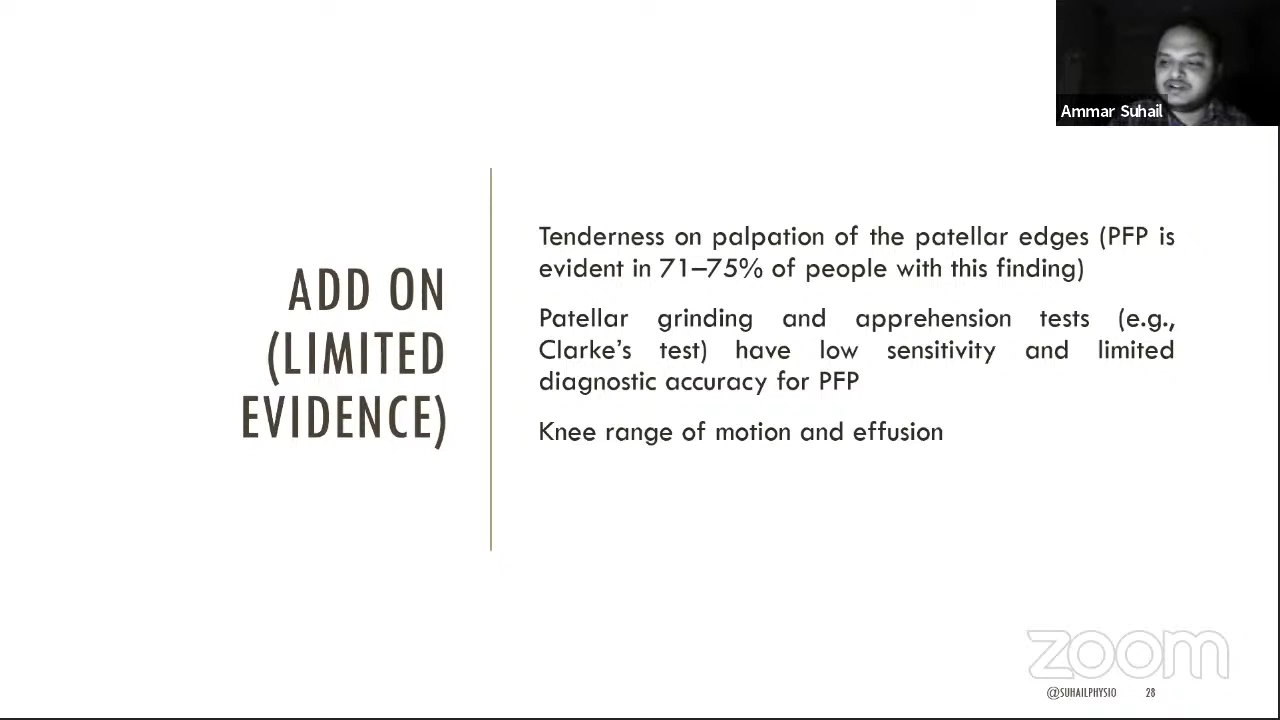 Ammar Suhail
ADD ON
(LIMITED
EVIDENCE)
Tenderness on palpation of the patellar edges (PFP is
evident in 71–75% of people with this finding)
Patellar grinding and apprehension tests (e.g.,
Clarke's test) have low sensitivity and limited
diagnostic accuracy for PFP
Knee range of motion and effusion
zoom
@SUHAILPHYSIO 28